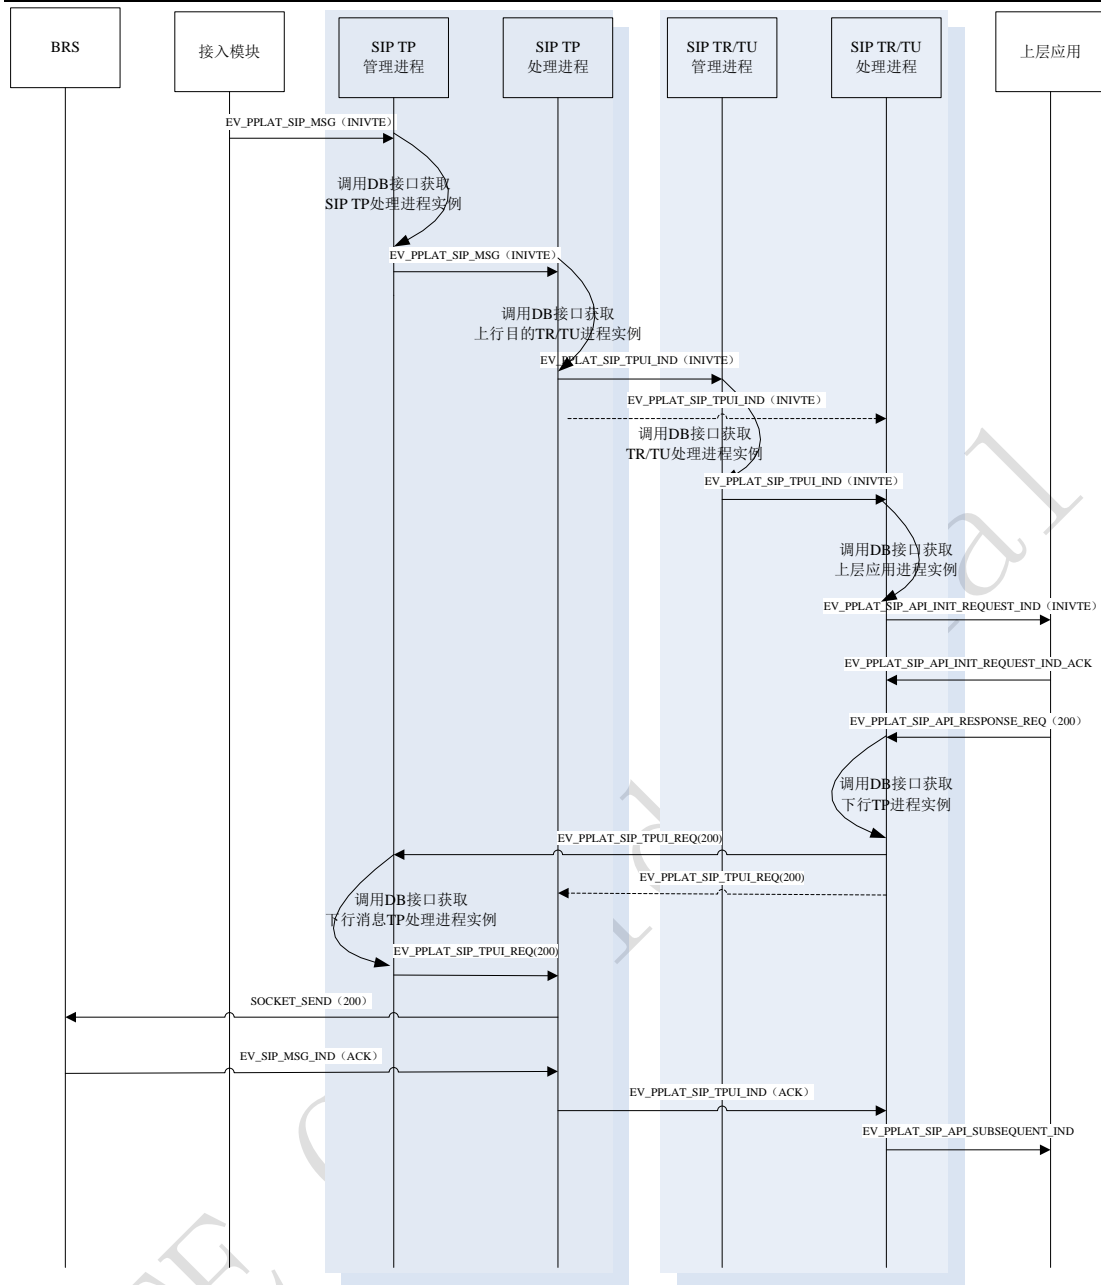 BRS
接入模块
SIP TP
管理进程
SIP TP
处理进程
SIP TR/TU
管理进程
SIP TR/TU
处理进程
上层应用
EV_PPLAT_SIP_MSG（INIVTE）
调用DB接口获取
SIP TP处理进程实例
EV_PPLAT_SIP_MSG（INIVTE）
调用DB接口获取
上行目的TR/TU进程实例
EV_PPLAT_SIP_TPUI_IND（INIVTE）
EV_PPLAT_SIP_TPUI_IND（INIVTE）
调用DB接口获取
TR/TU处理进程实例
EV_PPLAT_SIP_TPUI_IND（INIVTE）
调用DB接口获取
上层应用进程实例
EV_PPLAT_SIP_API_INIT_REQUEST_IND（INIVTE）
EV_PPLAT_SIP_API_INIT_REQUEST_IND_ACK
EV_PPLAT_SIP_API_RESPONSE_REQ（200）
调用DB接口获取
下行TP进程实例
EV_PPLAT_SIP_TPUI_REQ(200)
EV_PPLAT_SIP_TPUI_REQ(200)
调用DB接口获取
下行消息TP处理进程实例
EV_PPLAT_SIP_TPUI_REQ(200)
SOCKET_SEND（200）
EV_SIP_MSG_IND（ACK）
EV_PPLAT_SIP_TPUI_IND（ACK）
EV_PPLAT_SIP_API_SUBSEQUENT_IND